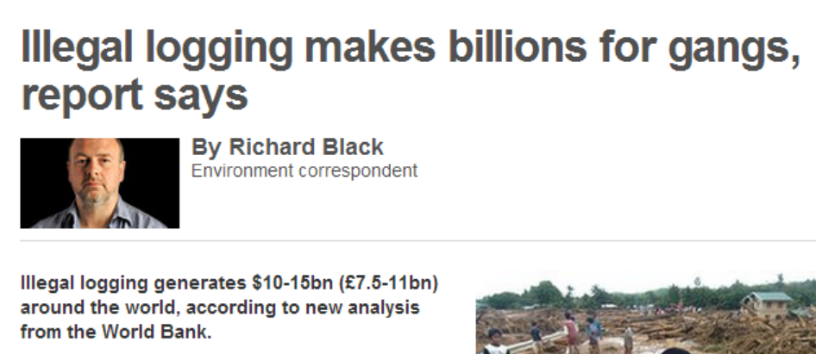 Illegal logging makes billions for gangs,
report says
By Richard Black
Environment correspondent
Illegal logging generates $10-15bn (£7.5-11bn)
around the world, according to new analysis
from the World Bank.